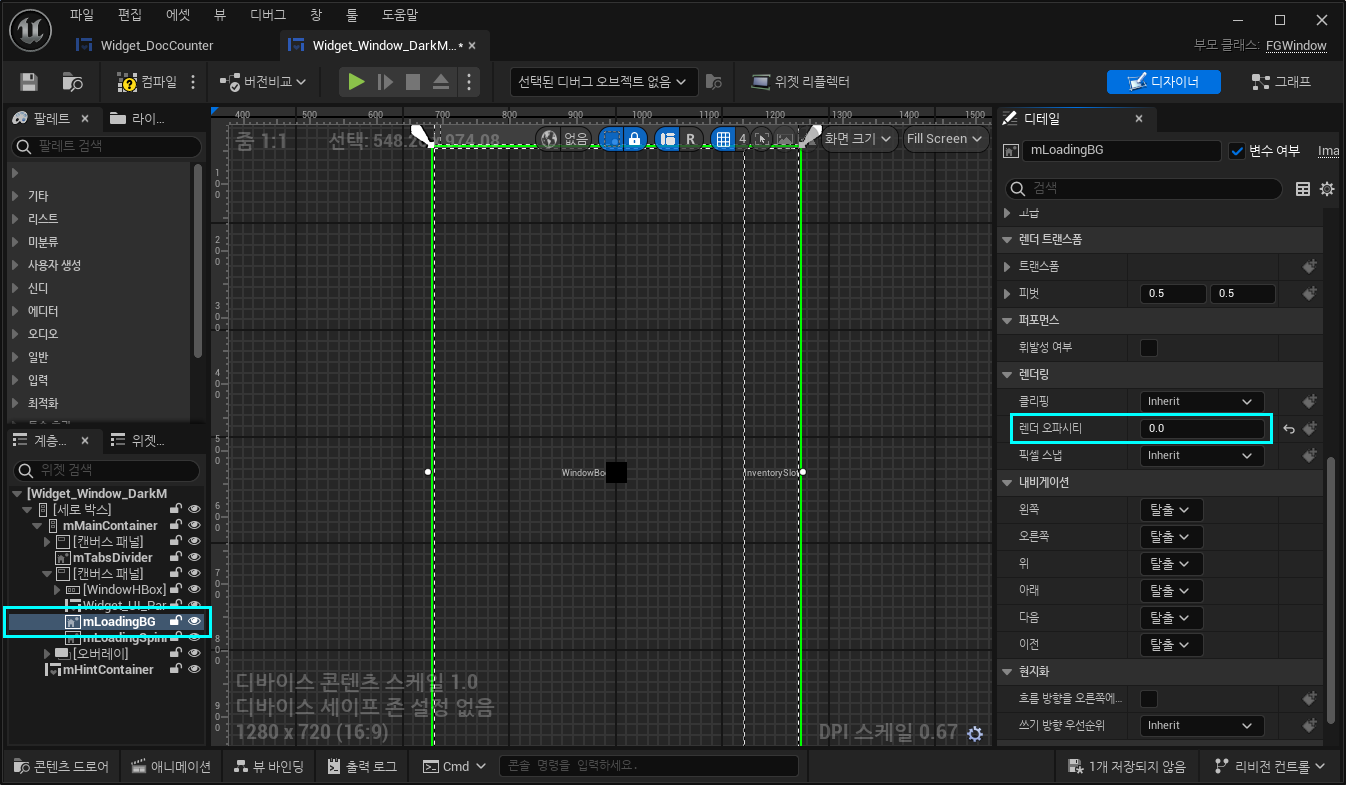 파일 편집 에셋 뷰 디버그 창 툴 도움말
Widget_DocCounter
Widget_Window_DarkM...•
부모 클래스: FGWindow
컴파일
버전비교
선택된 디버그 오브젝트 없음
위젯 리플렉터
디자이너
그래프
팔레트
라이...
팔레트 검색
기타
리스트
미분류
사용자 생성
신디
에디터
오디오
일반
입력
최적화
계층...
위젯...
위젯 검색
[Widget_Window_DarkM
[세로 박스]
mMainContainer
[캔버스 패널]
mTabsDivider
[캔버스 패널]
[WindowHBox]
Widget_UI_Par
mLoadingBG
mLoadingSpinn
[오버레이]
mHintContainer
400 500 600 700 800 900 1000 1100 1200 1300 1400 1500
줌 1:1
없음
R
4
화면 크기
Fill Screen
100
200
300
400
500
600
700
800
900
InventorySlot
디바이스 콘텐츠 스케일 1.0
디바이스 세이프 존 설정 없음
1280 x 720 (16:9)
DPI 스케일 0.67
디테일
mLoadingBG
변수 여부
Ima
검색
고급
렌더 트랜스폼
트랜스폼
피벗 0.5 0.5
퍼포먼스
휘발성 여부
렌더링
클리핑 Inherit
렌더 오파시티 0.0
픽셀 스냅 Inherit
내비게이션
왼쪽 탈출
오른쪽 탈출
위 탈출
아래 탈출
다음 탈출
이전 탈출
현지화
흐름 방향을 오른쪽에...
쓰기 방향 우선순위 Inherit
콘텐츠 드로어
애니메이션
뷰 바인딩
출력 로그
Cmd
콘솔 명령을 입력하세요.
1개 저장되지 않음
리비전 컨트롤